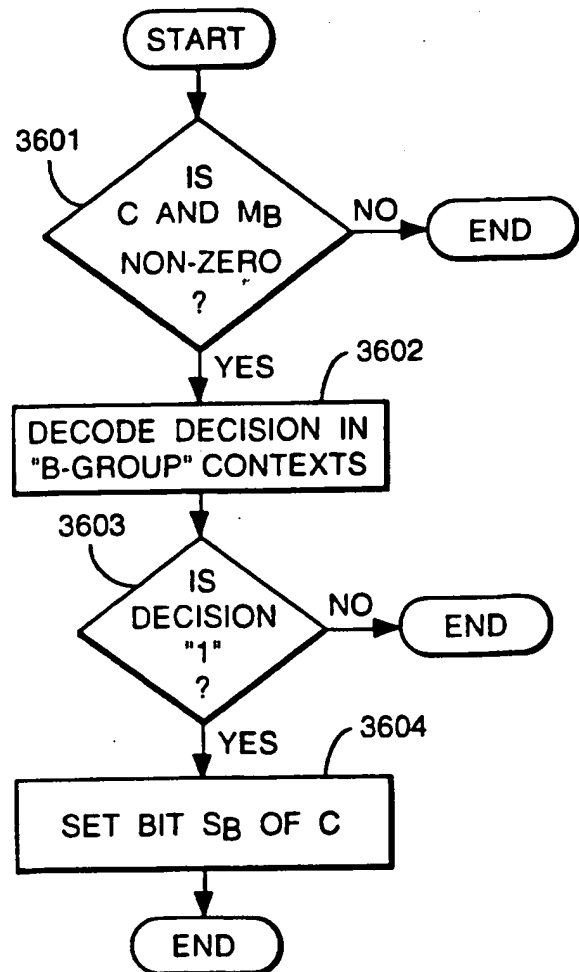 START
3601
IS
C AND MB
NON-ZERO
?
NO
END
YES
3602
DECODE DECISION IN
"B-GROUP" CONTEXTS
3603
IS
DECISION
"1"
?
NO
END
YES
3604
SET BIT SB OF C
END